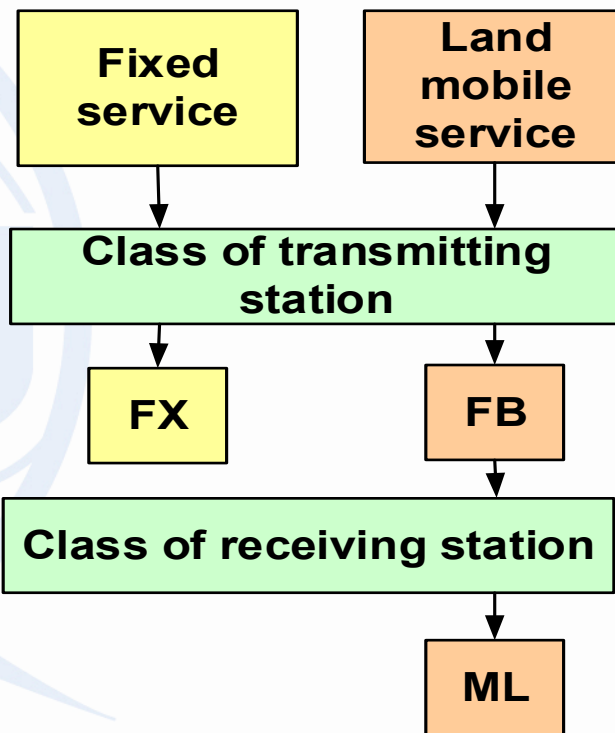 Fixed
service
Land
mobile
service
Class of transmitting
station
FX
FB
Class of receiving station
ML